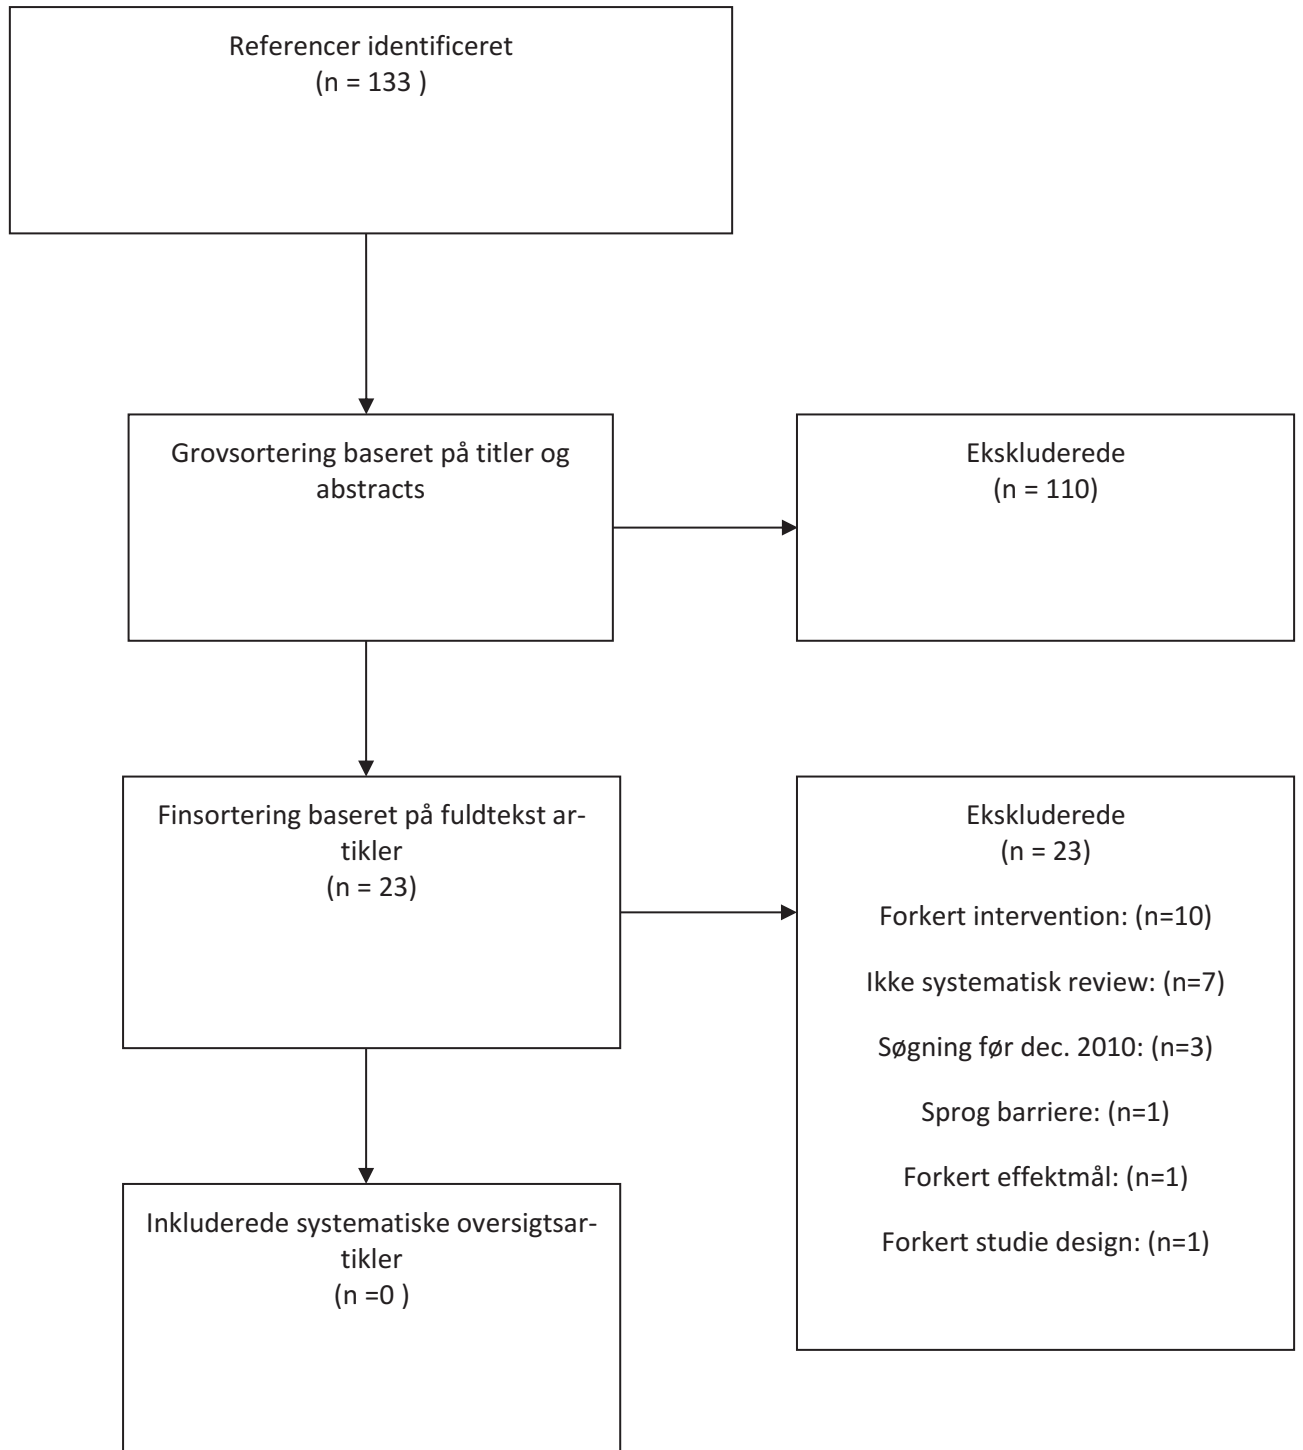 Referencer identificeret
(n = 133 )
Grovsortering baseret på titler og
abstracts
Ekskluderede
(n = 110)
Finsortering baseret på fuldtekst ar-
tikler
(n = 23)
Ekskluderede
(n = 23)
Forkert intervention: (n=10)
Ikke systematisk review: (n=7)
Søgning før dec. 2010: (n=3)
Sprog barriere: (n=1)
Forkert effektmål: (n=1)
Forkert studie design: (n=1)
Inkluderede systematiske oversigtsar-
tikler
(n =0 )